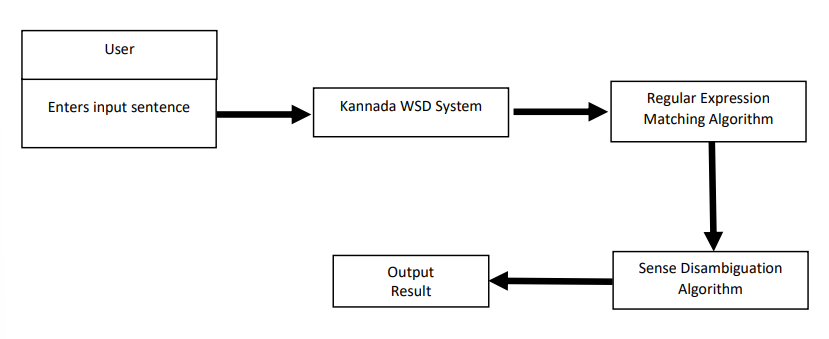 User
Enters input sentence
Kannada WSD System
Regular Expression
Matching Algorithm
Sense Disambiguation
Algorithm
Output
Result